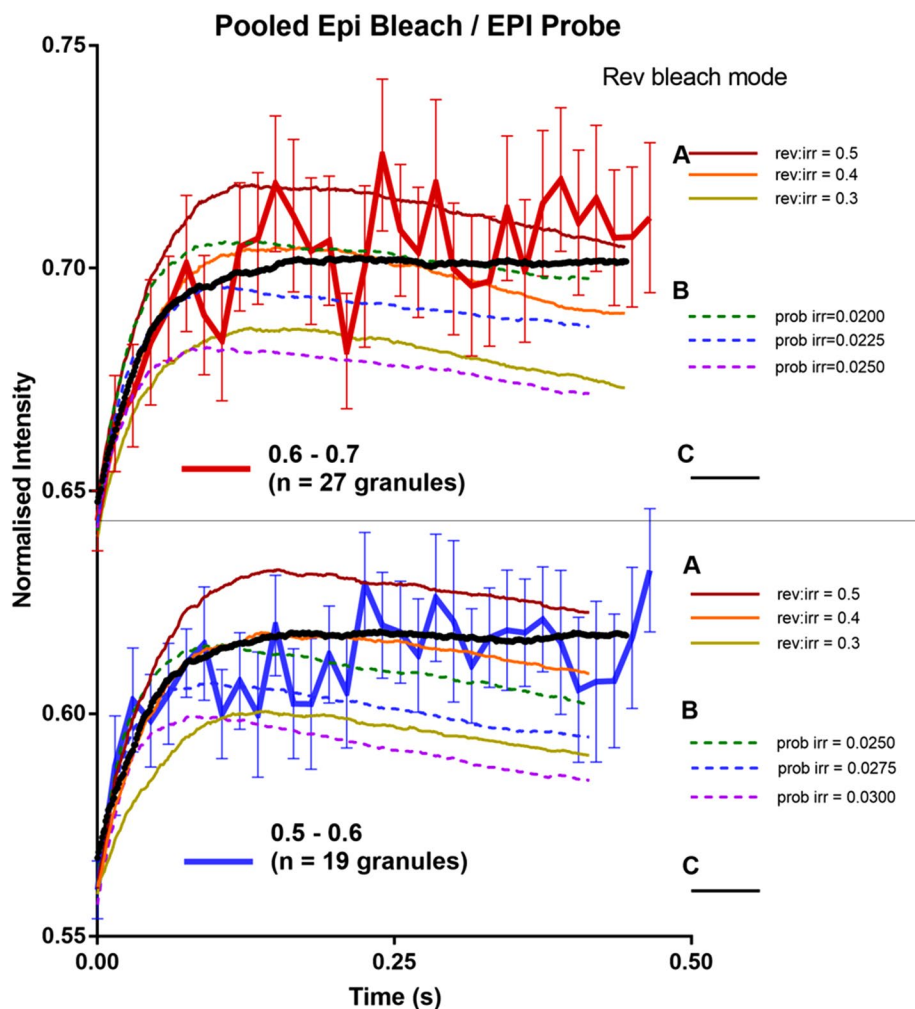 Pooled Epi Bleach / EPI Probe
0.75
Rev bleach mode
A
rev:irr = 0.5
rev:irr = 0.4
rev:irr = 0.3
0.70
B
prob irr=0.0200
prob irr=0.0225
prob irr=0.0250
0.6 - 0.7
(n = 27 granules)
C
0.65
Normalised Intensity
A
rev:irr = 0.5
rev:irr = 0.4
rev:irr = 0.3
0.60
B
prob irr = 0.0250
prob irr = 0.0275
prob irr = 0.0300
0.5 - 0.6
(n = 19 granules)
C
0.55
0.00
0.25
0.50
Time (s)